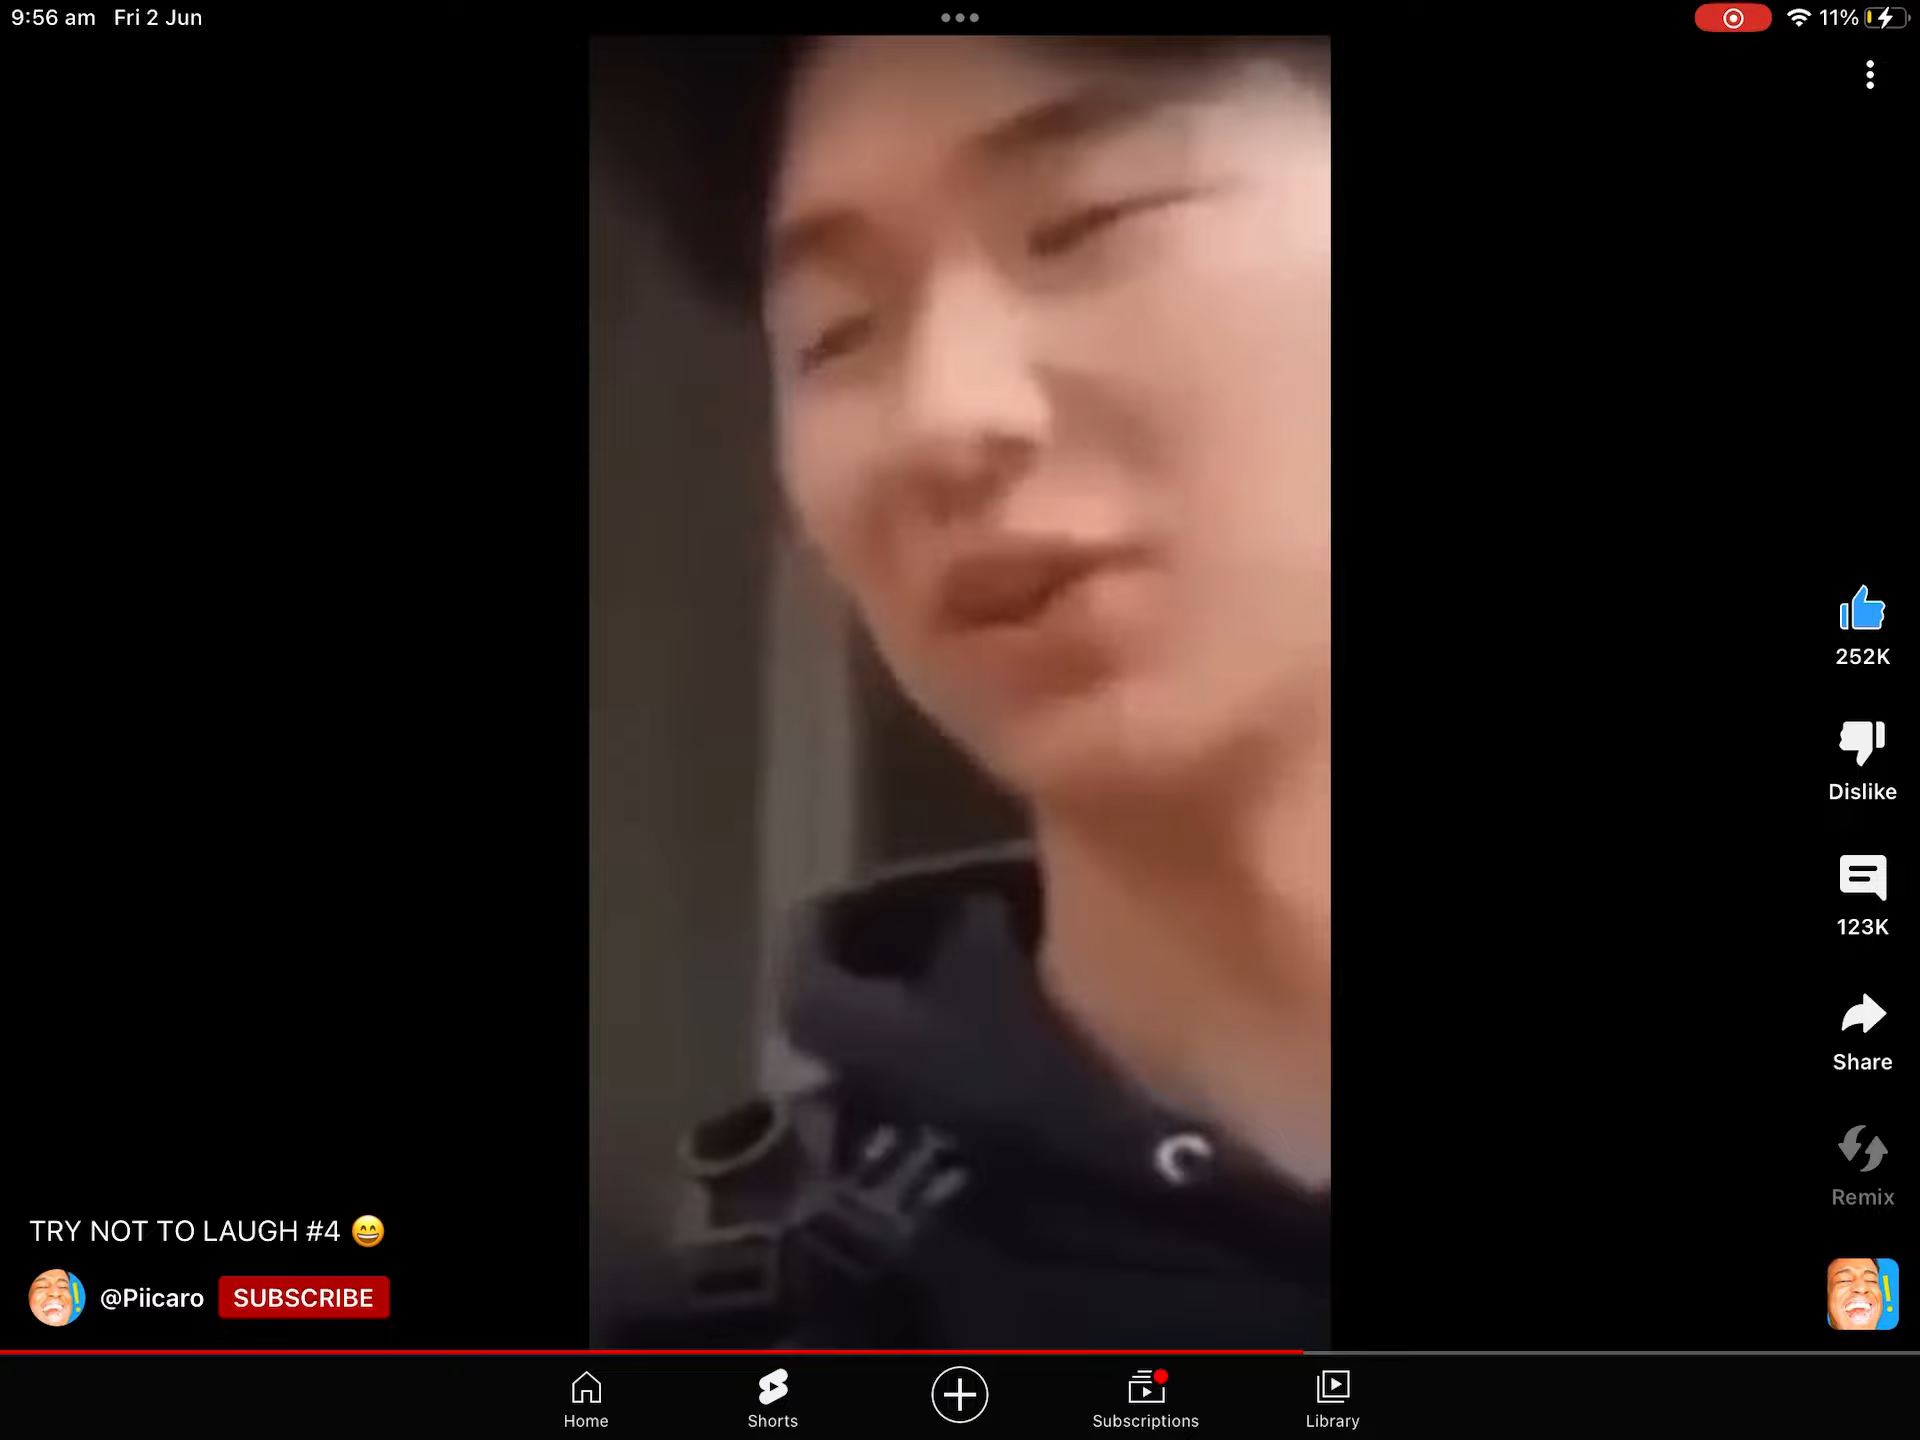 9:56 am Fri 2 Jun
11%
252K
Dislike
123K
Share
Remix
TRY NOT TO LAUGH #4 😄
@Piicaro SUBSCRIBE
Home Shorts Subscriptions Library